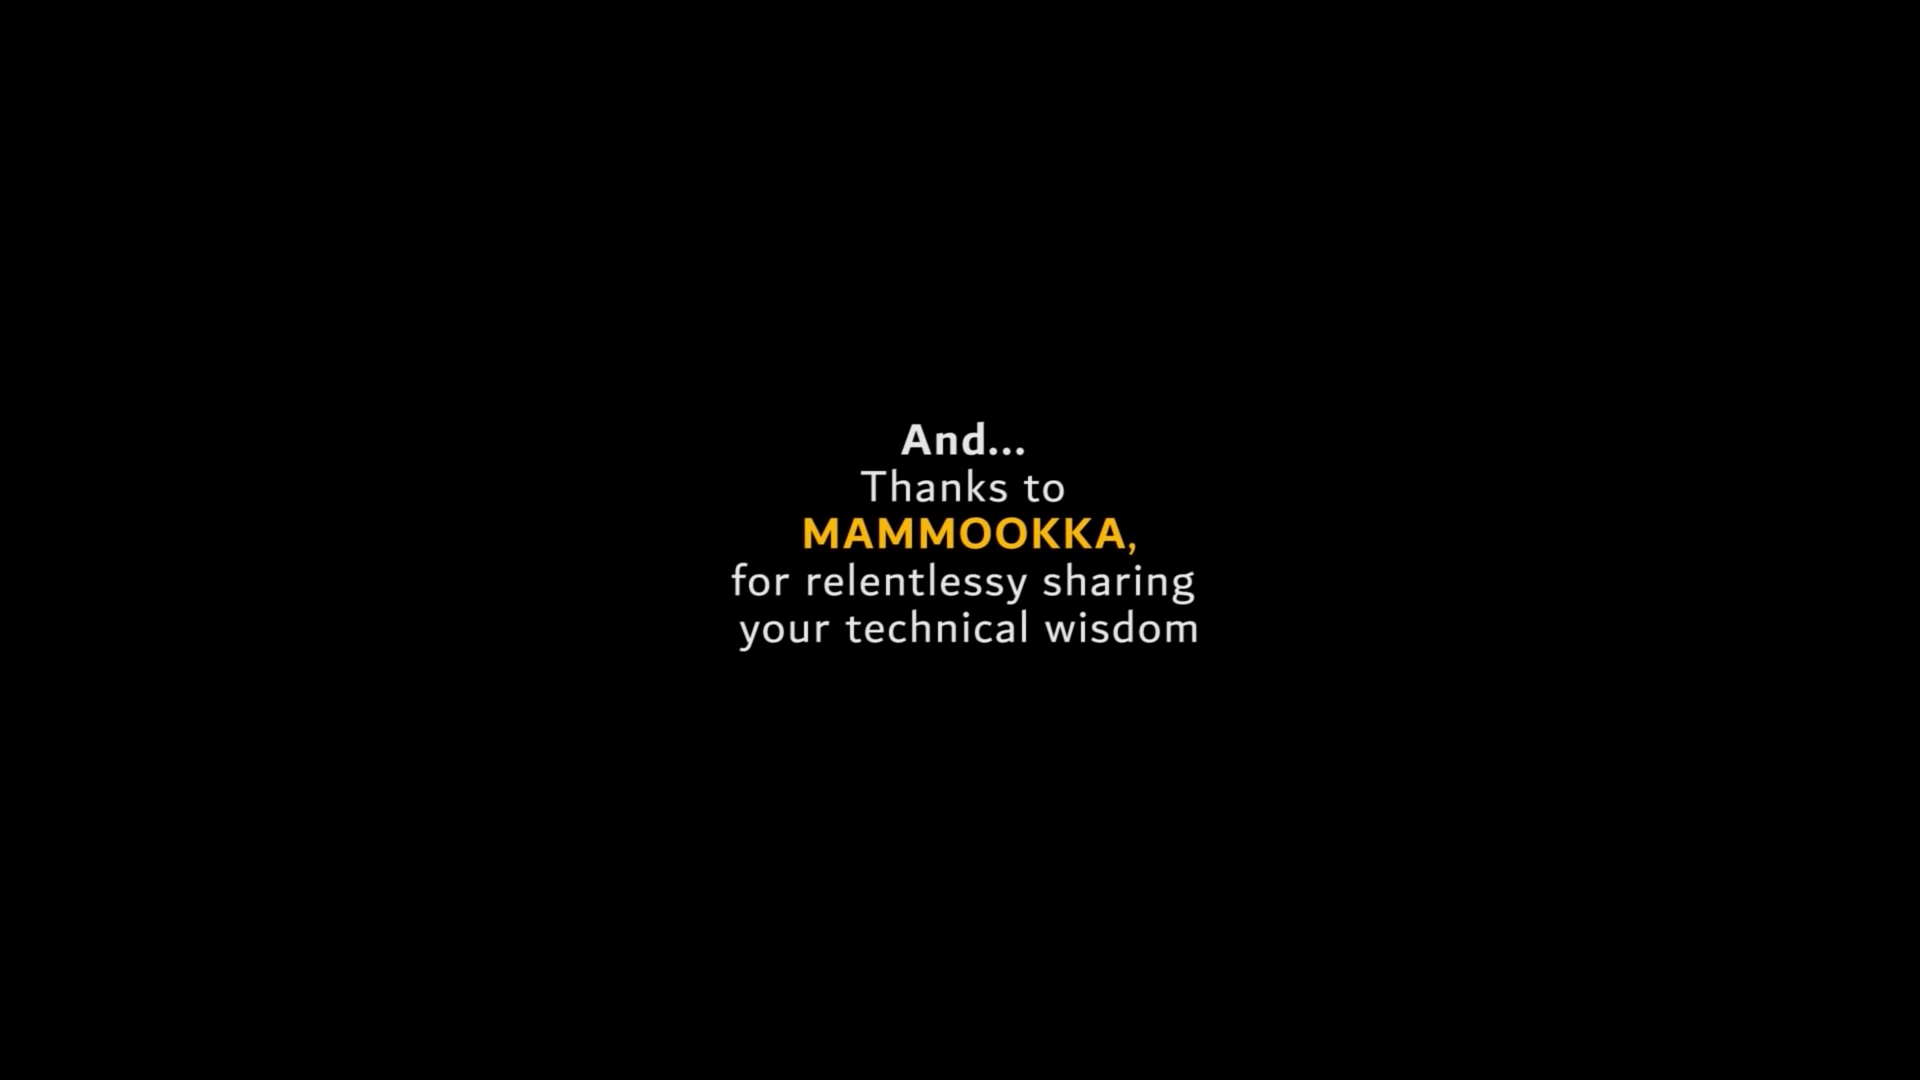 And...
Thanks to
MAMMOOKKA,
for relentlessy sharing
your technical wisdom